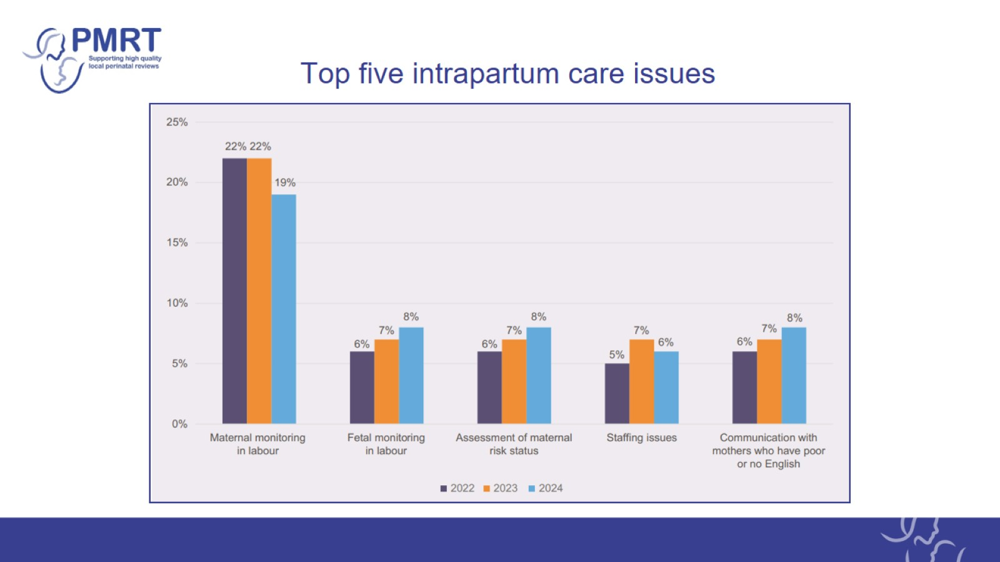 PMRT
Supporting high quality
local perinatal reviews
Top five intrapartum care issues
25%
20%
15%
10%
5%
0%
22% 22%
19%
6%
7%
8%
6%
7%
8%
5%
7%
6%
6%
7%
8%
Maternal monitoring
in labour
Fetal monitoring
in labour
Assessment of maternal
risk status
Staffing issues
Communication with
mothers who have poor
or no English
2022 2023 2024